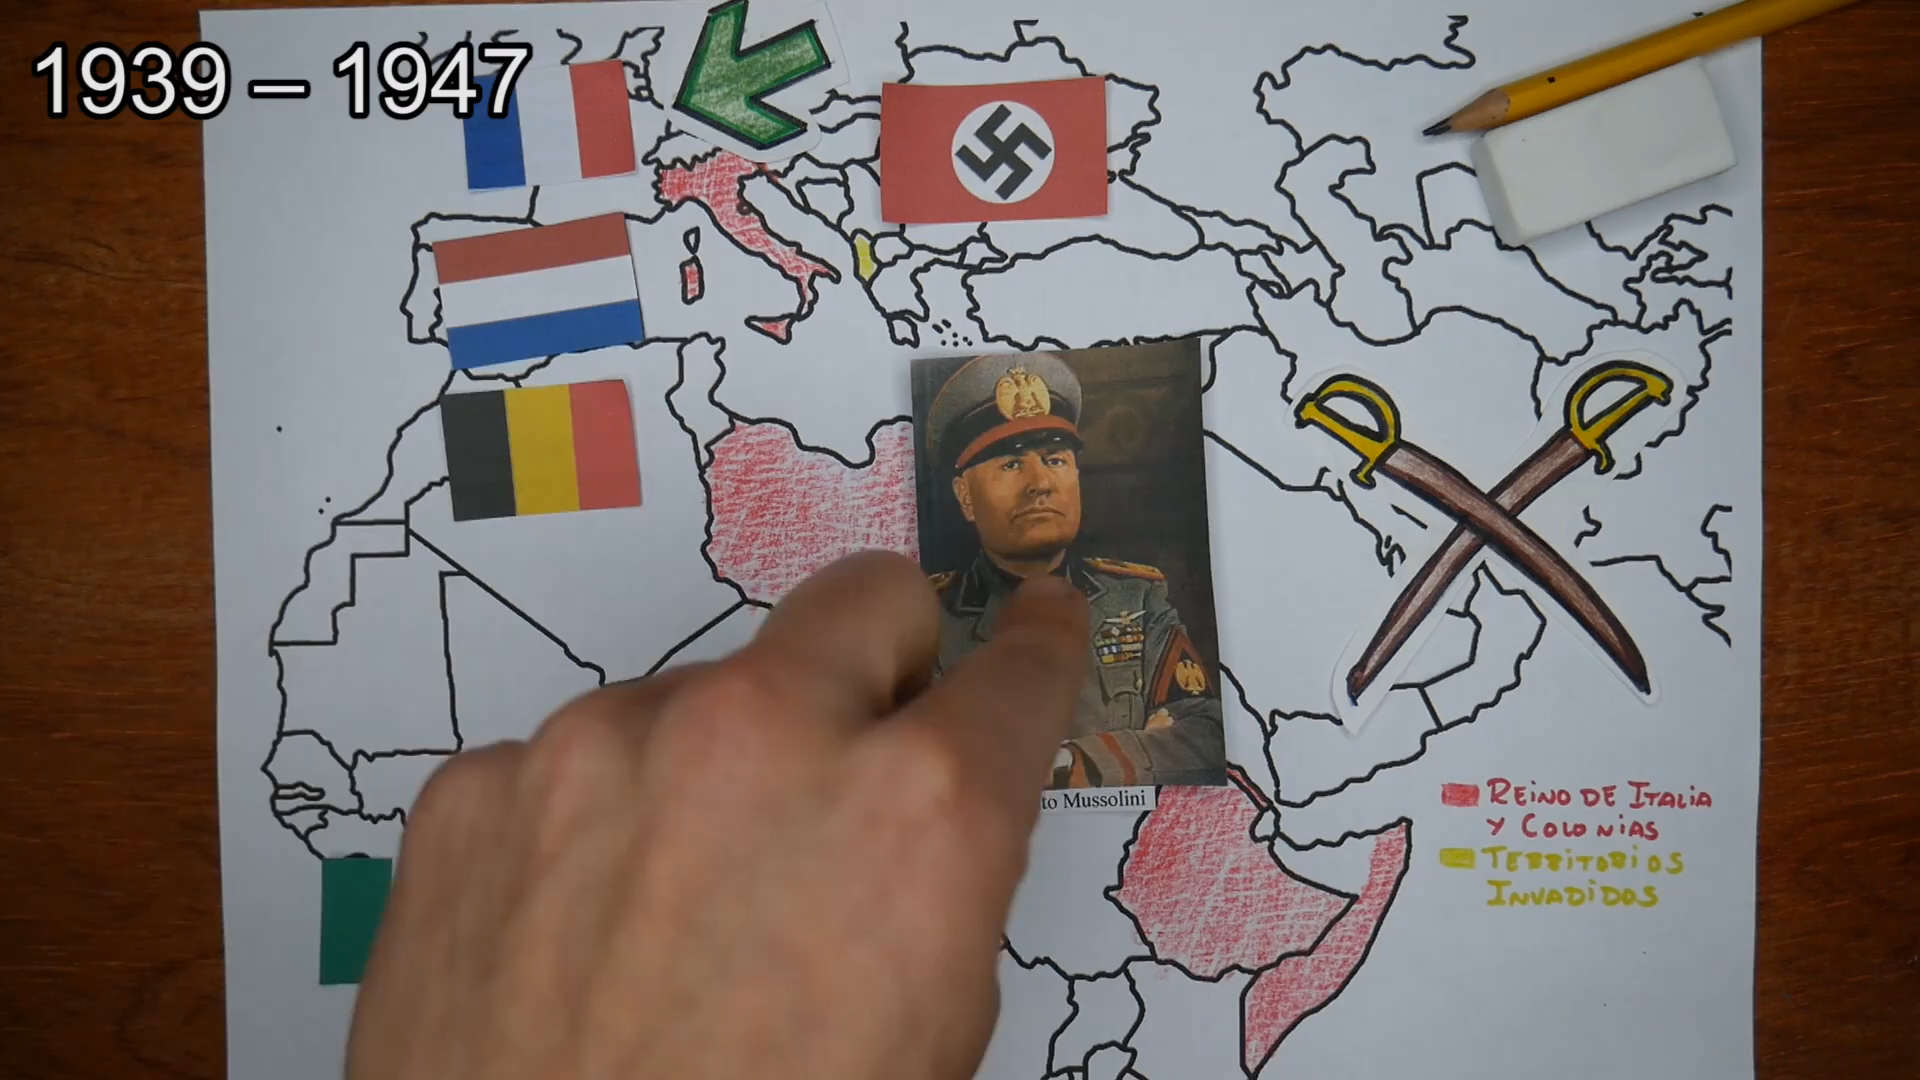 1939 – 1947
to Mussolini
REINO DE ITALIA
Y COLONIAS
TERRITORIOS
INVADIDOS